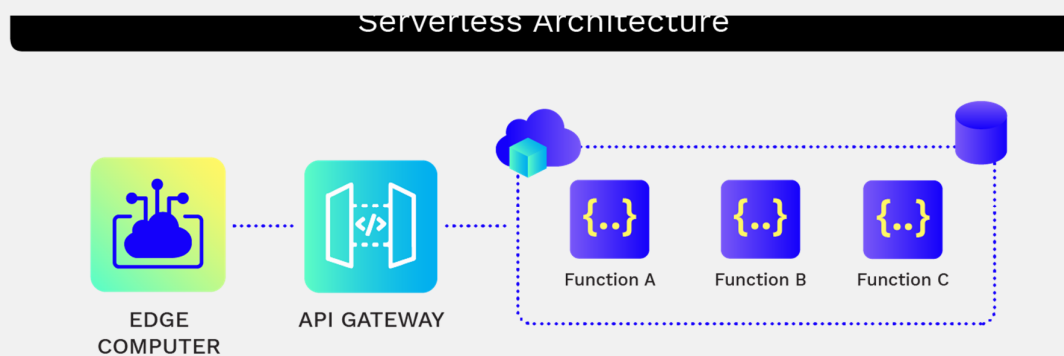 Serverless Architecture
</>
{..}
{..}
{..}
Function A
Function B
Function C
EDGE
COMPUTER
API GATEWAY